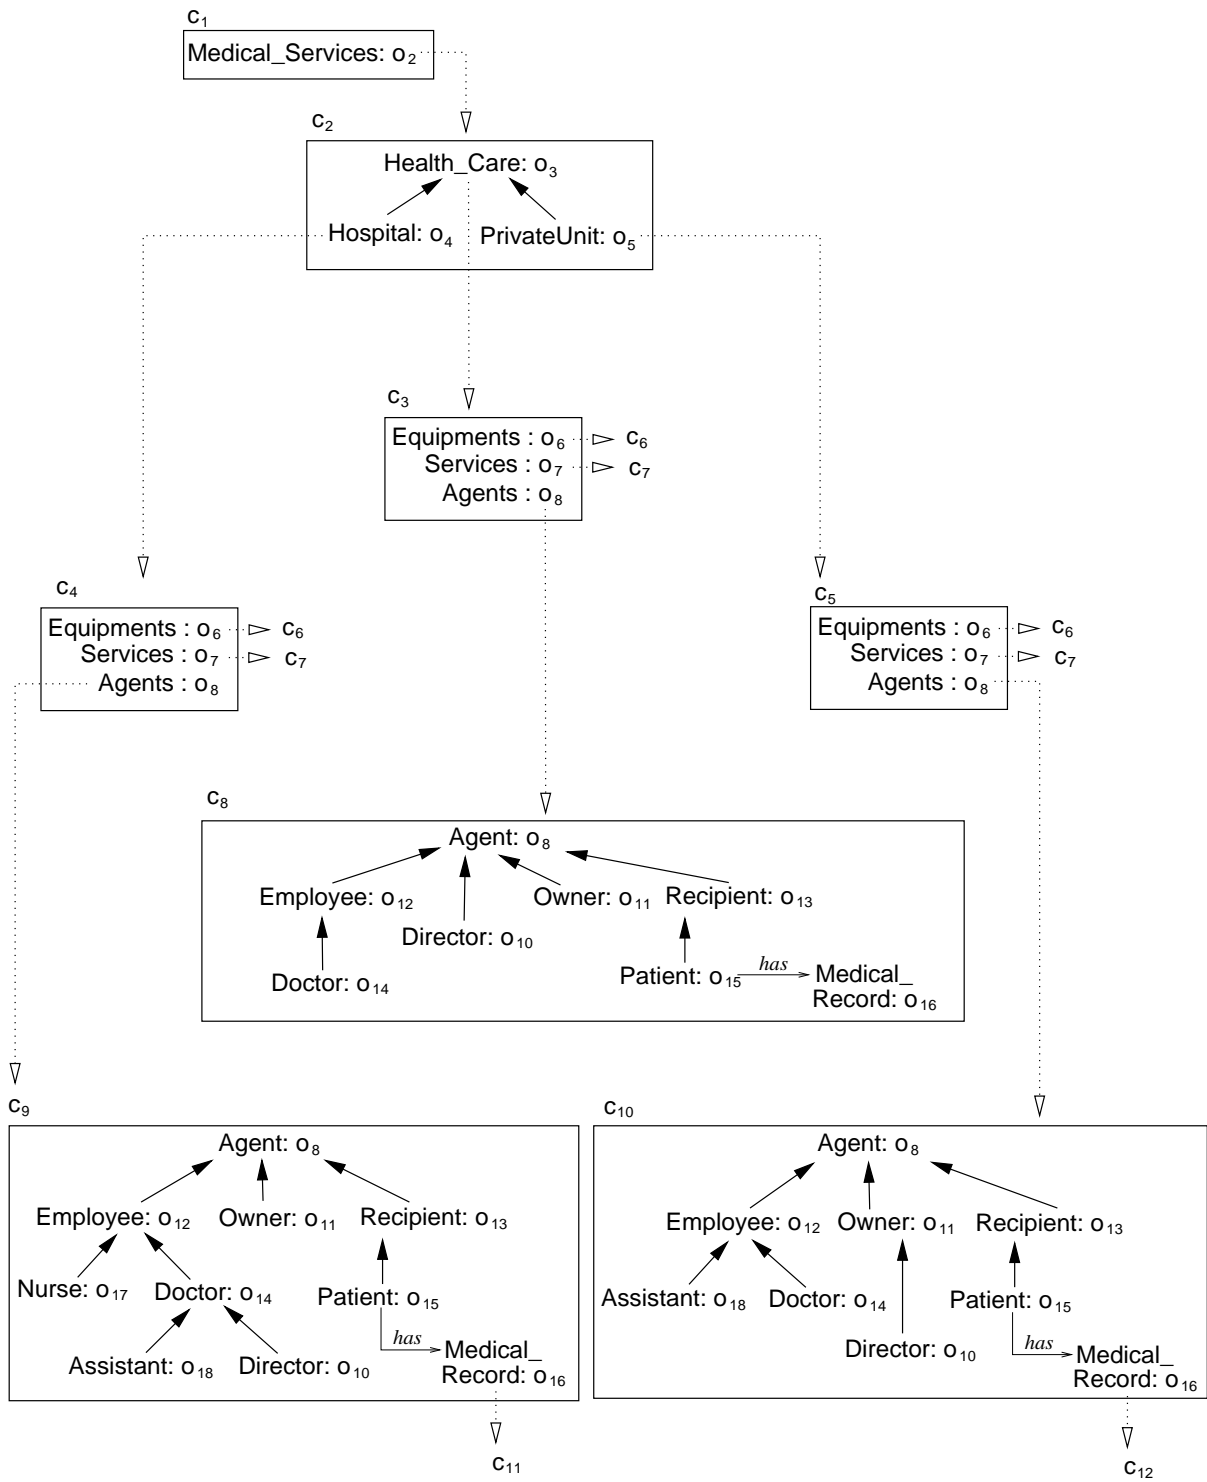 c1
Medical_Services: o2
c2
Health_Care: o3
Hospital: o4
PrivateUnit: o5
c3
Equipments : o6
c6
Services : o7
c7
Agents : o8
c4
Equipments : o6
c6
Services : o7
c7
Agents : o8
c5
Equipments : o6
c6
Services : o7
c7
Agents : o8
c8
Agent: o8
Employee: o12
Owner: o11
Recipient: o13
Director: o10
Doctor: o14
Patient: o15
has
Medical_
Record: o16
c9
Agent: o8
Employee: o12
Owner: o11
Recipient: o13
Nurse: o17
Doctor: o14
Patient: o15
has
Assistant: o18
Director: o10
Medical_
Record: o16
c11
c10
Agent: o8
Employee: o12
Owner: o11
Recipient: o13
Assistant: o18
Doctor: o14
Patient: o15
Director: o10
has
Medical_
Record: o16
c12